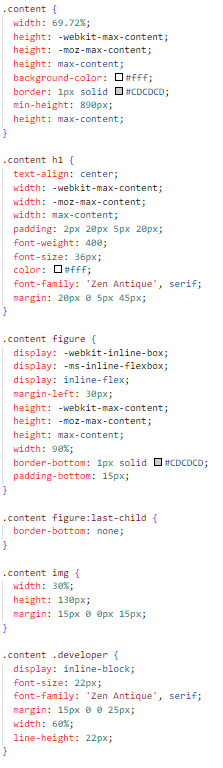 .content {
width: 69.72%;
height: -webkit-max-content;
height: -moz-max-content;
height: max-content;
background-color: #fff;
border: 1px solid #CDCDCD;
min-height: 890px;
height: max-content;
}
.content h1 {
text-align: center;
width: -webkit-max-content;
width: -moz-max-content;
width: max-content;
padding: 2px 20px 5px 20px;
font-weight: 400;
font-size: 36px;
color: #fff;
font-family: 'Zen Antique', serif;
margin: 20px 0 5px 45px;
}
.content figure {
display: -webkit-inline-box;
display: -ms-inline-flexbox;
display: inline-flex;
margin-left: 30px;
height: -webkit-max-content;
height: -moz-max-content;
height: max-content;
width: 90%;
border-bottom: 1px solid #CDCDCD;
padding-bottom: 15px;
}
.content figure:last-child {
border-bottom: none;
}
.content img {
width: 30%;
height: 130px;
margin: 15px 0 0px 15px;
}
.content .developer {
display: inline-block;
font-size: 22px;
font-family: 'Zen Antique', serif;
margin: 15px 0 0 25px;
width: 60%;
line-height: 22px;
}